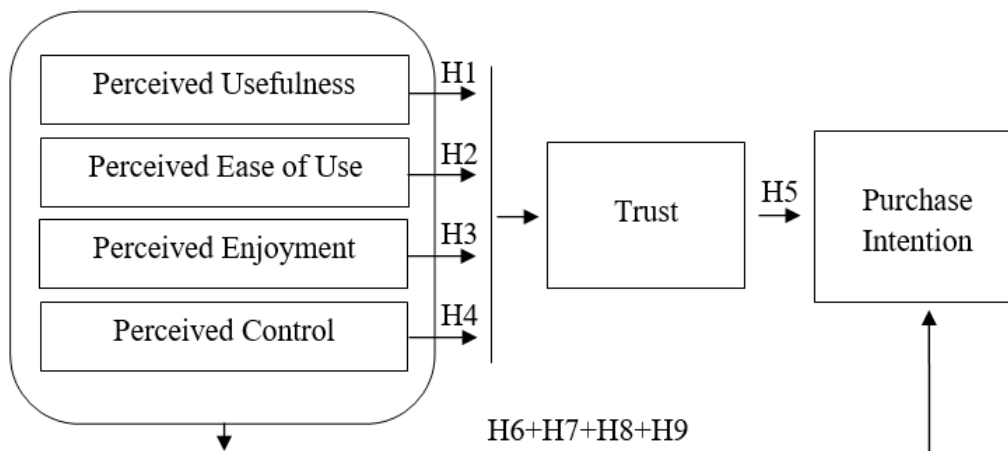 Perceived Usefulness
H1
Perceived Ease of Use
H2
Perceived Enjoyment
H3
Perceived Control
H4
Trust
H5
Purchase
Intention
H6+H7+H8+H9